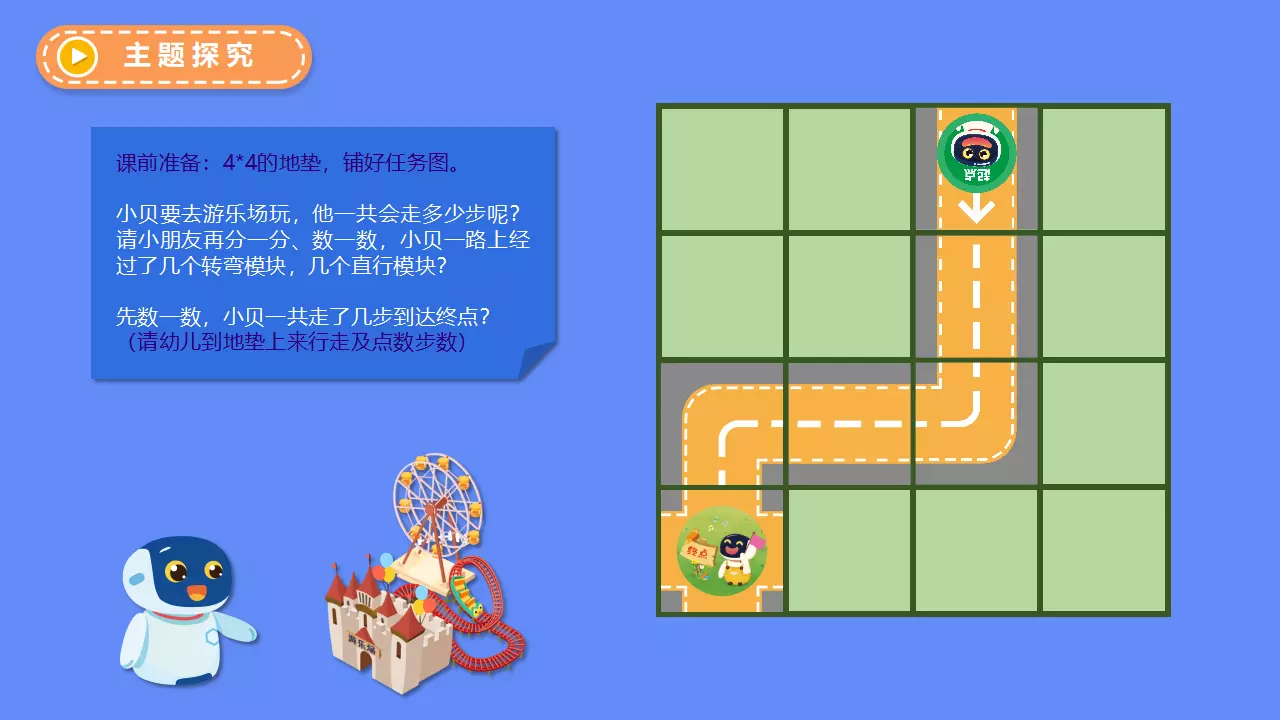 主题探究
课前准备：4*4的地垫，铺好任务图。
小贝要去游乐场玩，他一共会走多少步呢？
请小朋友再分一分、数一数，小贝一路上经
过了几个转弯模块，几个直行模块？
先数一数，小贝一共走了几步到达终点？
（请幼儿到地垫上来行走及点数步数）
起点
终点
游乐场